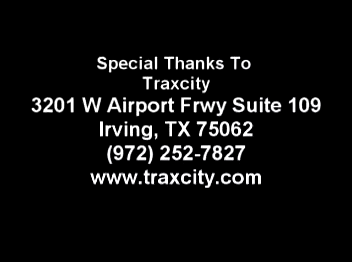 Special Thanks To
Traxcity
3201 W Airport Frwy Suite 109
Irving, TX 75062
(972) 252-7827
www.traxcity.com